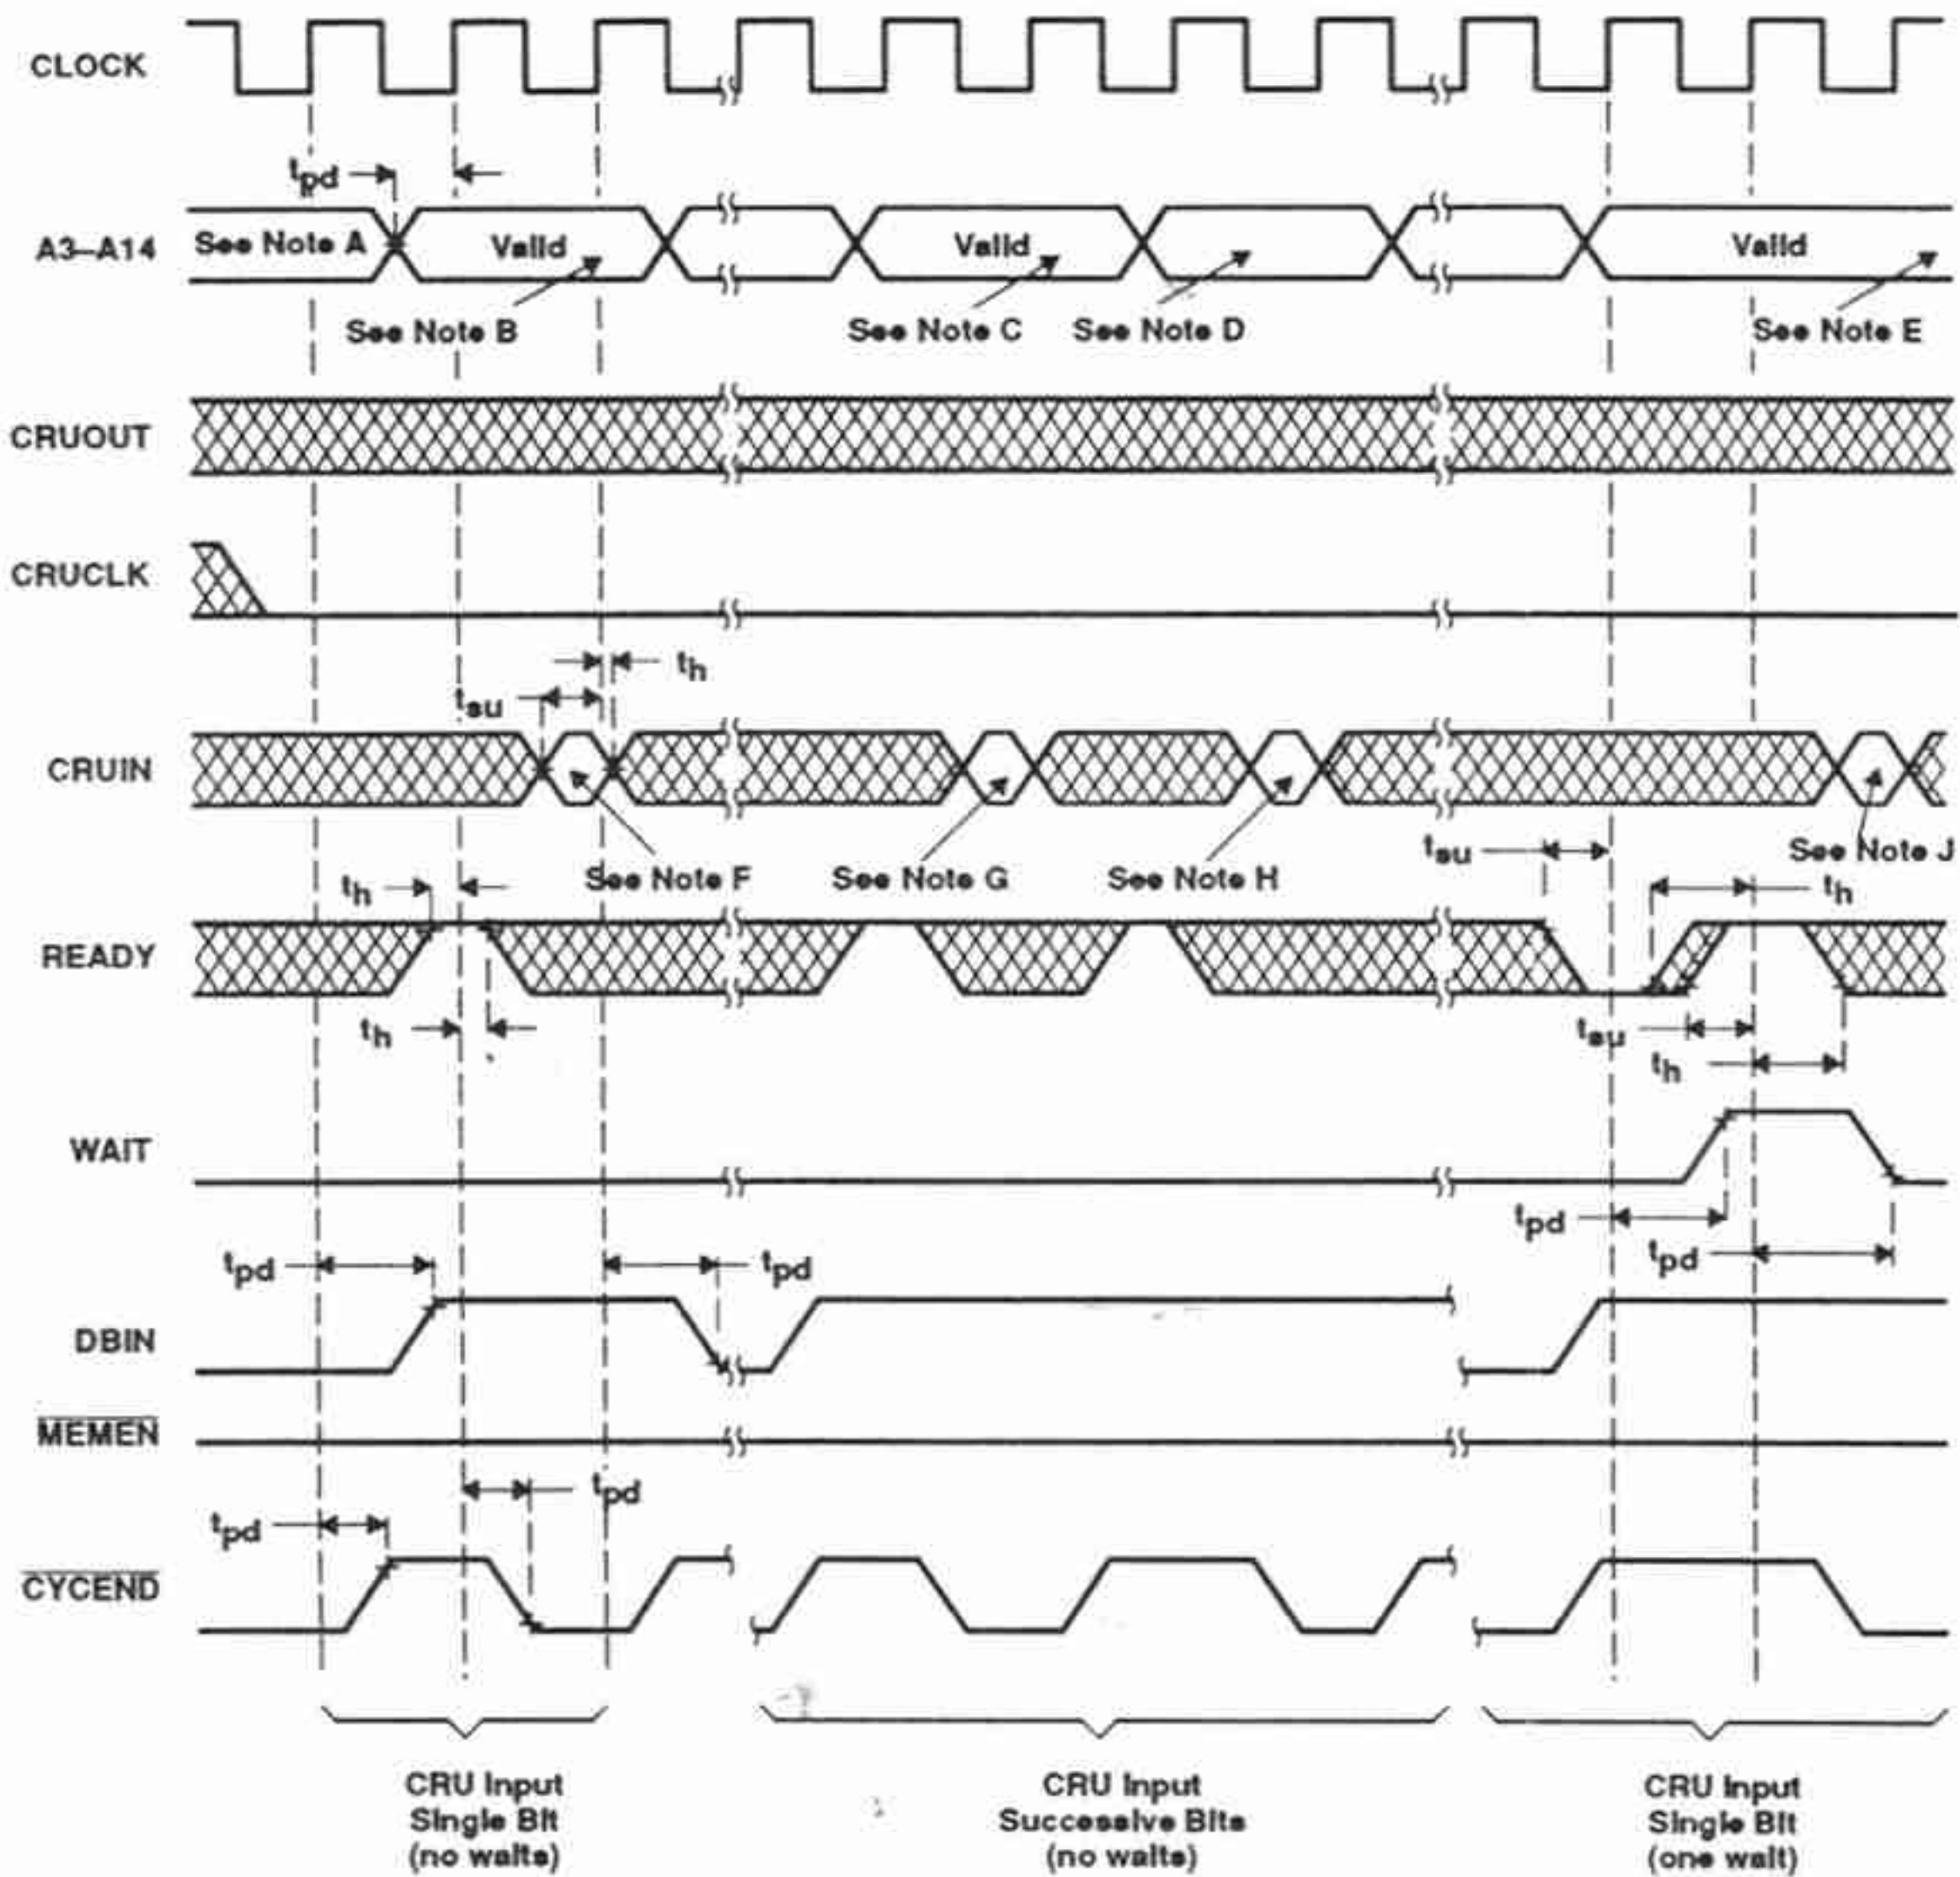 CLOCK
tpd
A3–A14
See Note A
Valid
Valid
Valid
See Note B
See Note C
See Note D
See Note E
CRUOUT
CRUCLK
th
tsu
CRUIN
See Note F
See Note G
See Note H
tsu
See Note J
th
th
READY
th
tsu
th
WAIT
tpd
tpd
tpd
tpd
DBIN
MEMEN
tpd
tpd
CYCEND
CRU Input
Single Bit
(no waits)
CRU Input
Successive Bits
(no waits)
CRU Input
Single Bit
(one wait)